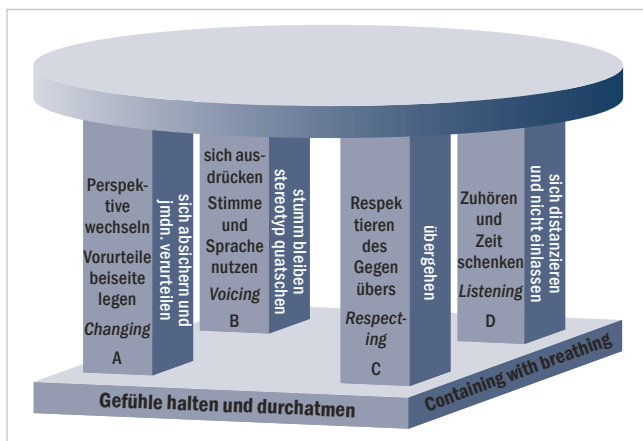 Perspek-
tive
wechseln
Vorurteile
beiseite
legen
Changing
A
sich absichern und
jmdn. verurteilen
sich aus-
drücken
Stimme
und
Sprache
nutzen
Voicing
B
stumm bleiben
stereotyp quatschen
Respek-
tieren
des
Gegen
übers
Respect-
ing
C
übergehen
Zuhören
und
Zeit
schenken
Listening
D
sich distanzieren
und nicht einlassen
Gefühle halten und durchatmen
Containing with breathing